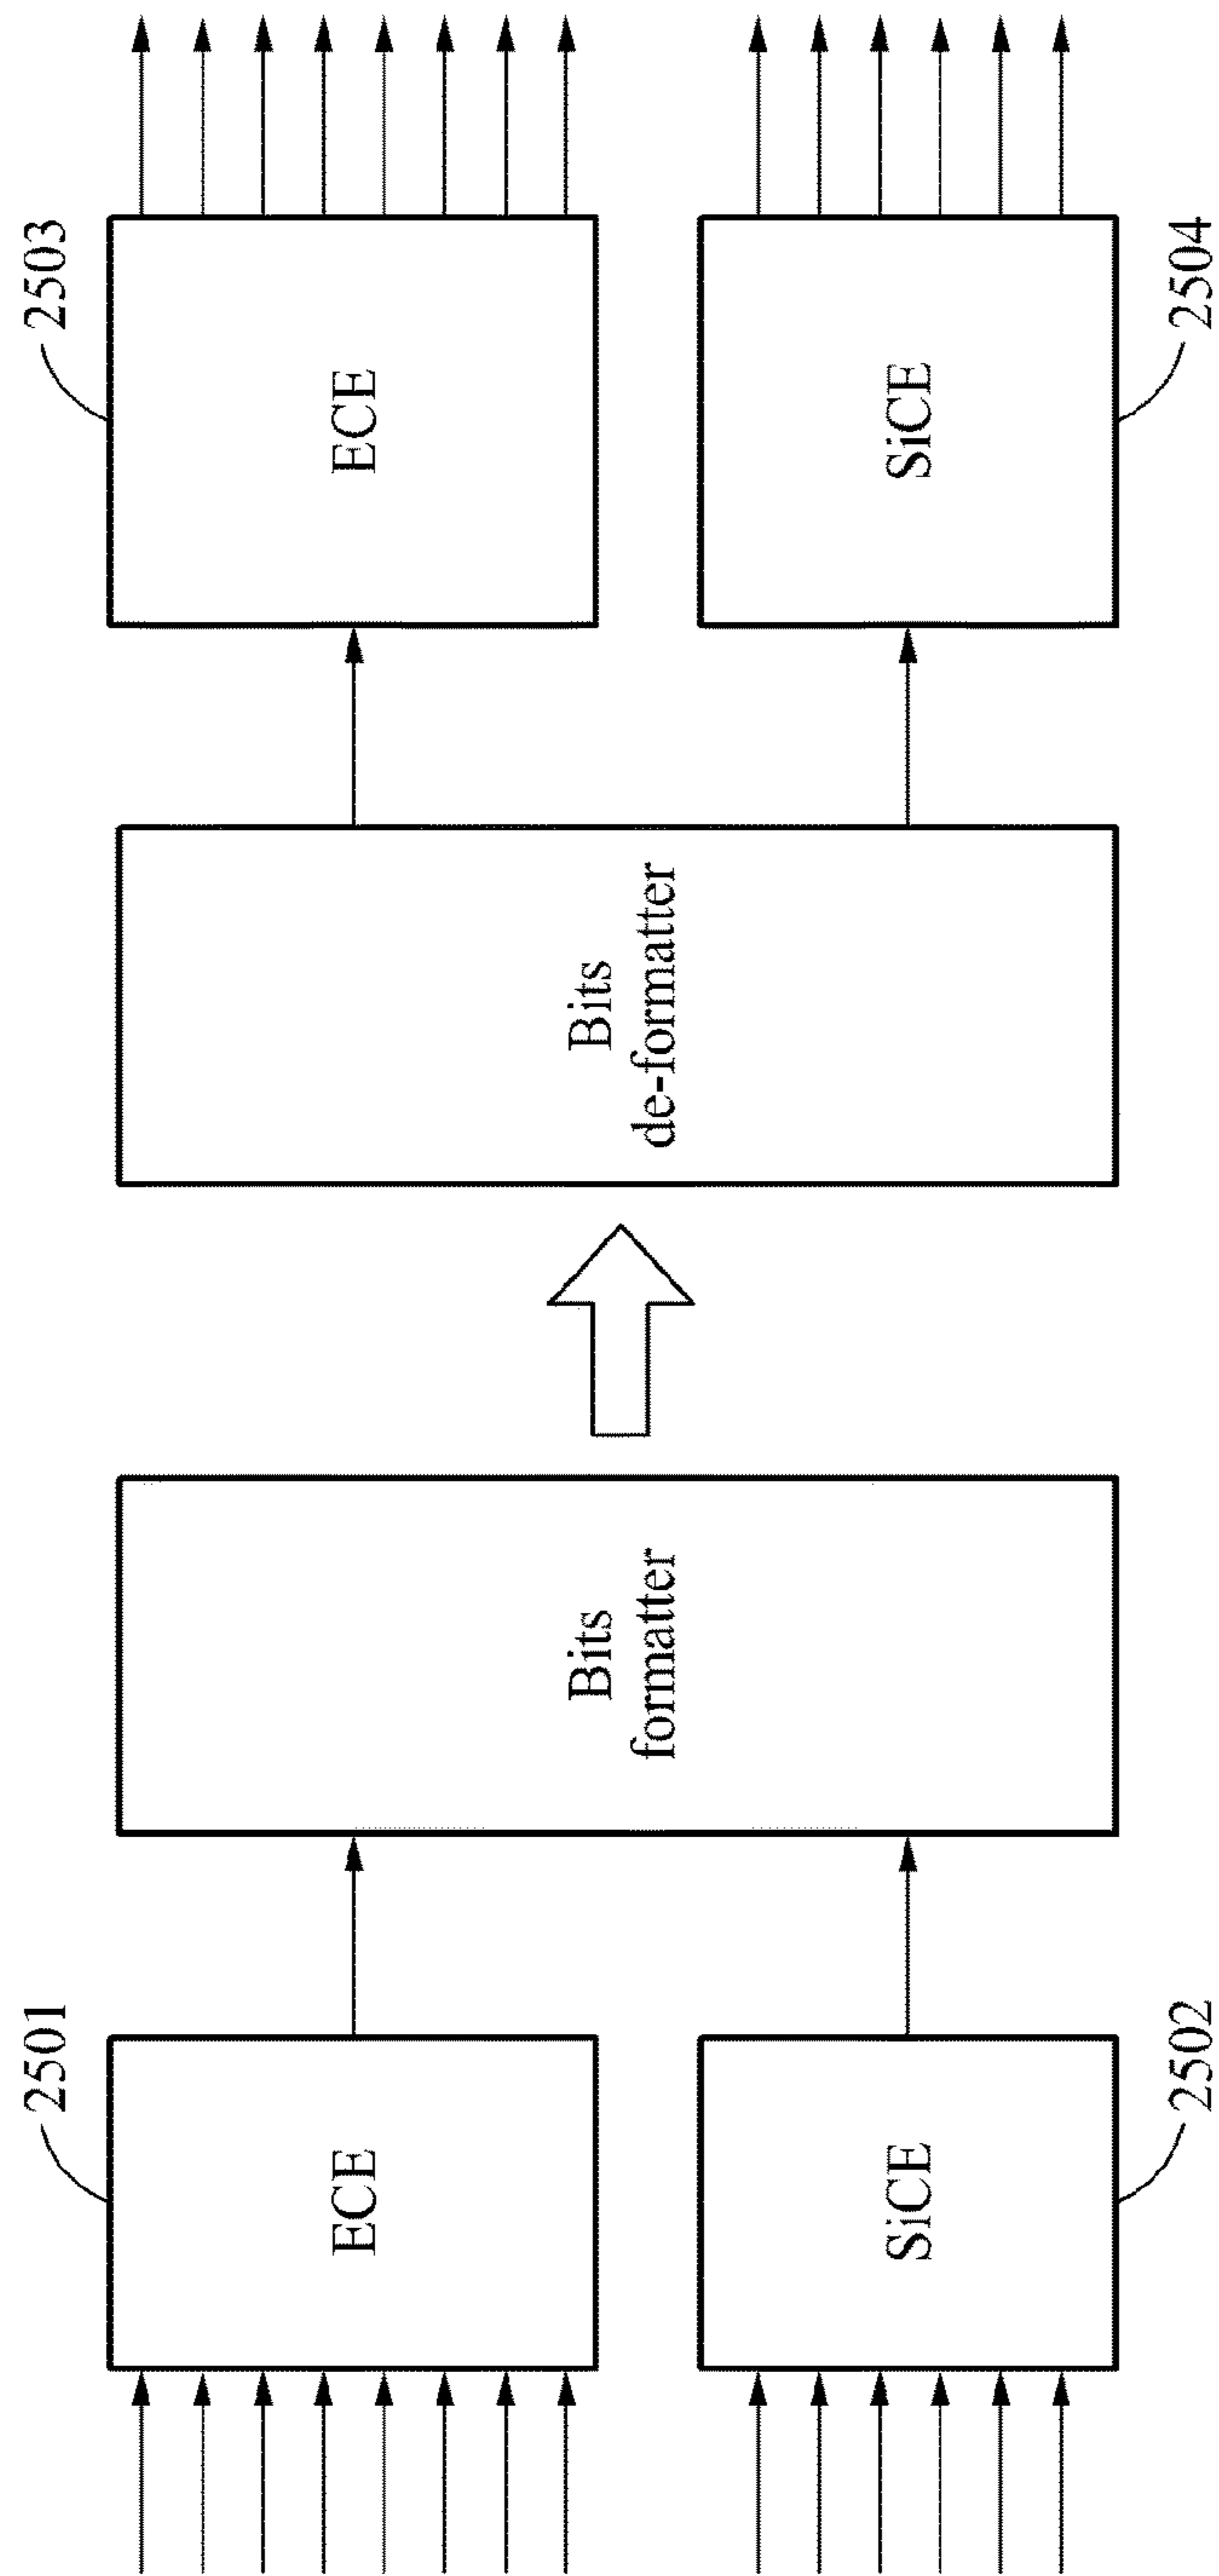 2501
ECE
SiCE
2502
Bits
formatter
Bits
de-formatter
2503
ECE
SiCE
2504